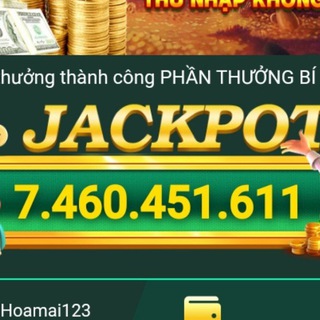 THU NHẬP KHÔNG
hưởng thành công PHẦN THƯỞNG BÍ
JACKPOT
7.460.451.611
Hoamai123